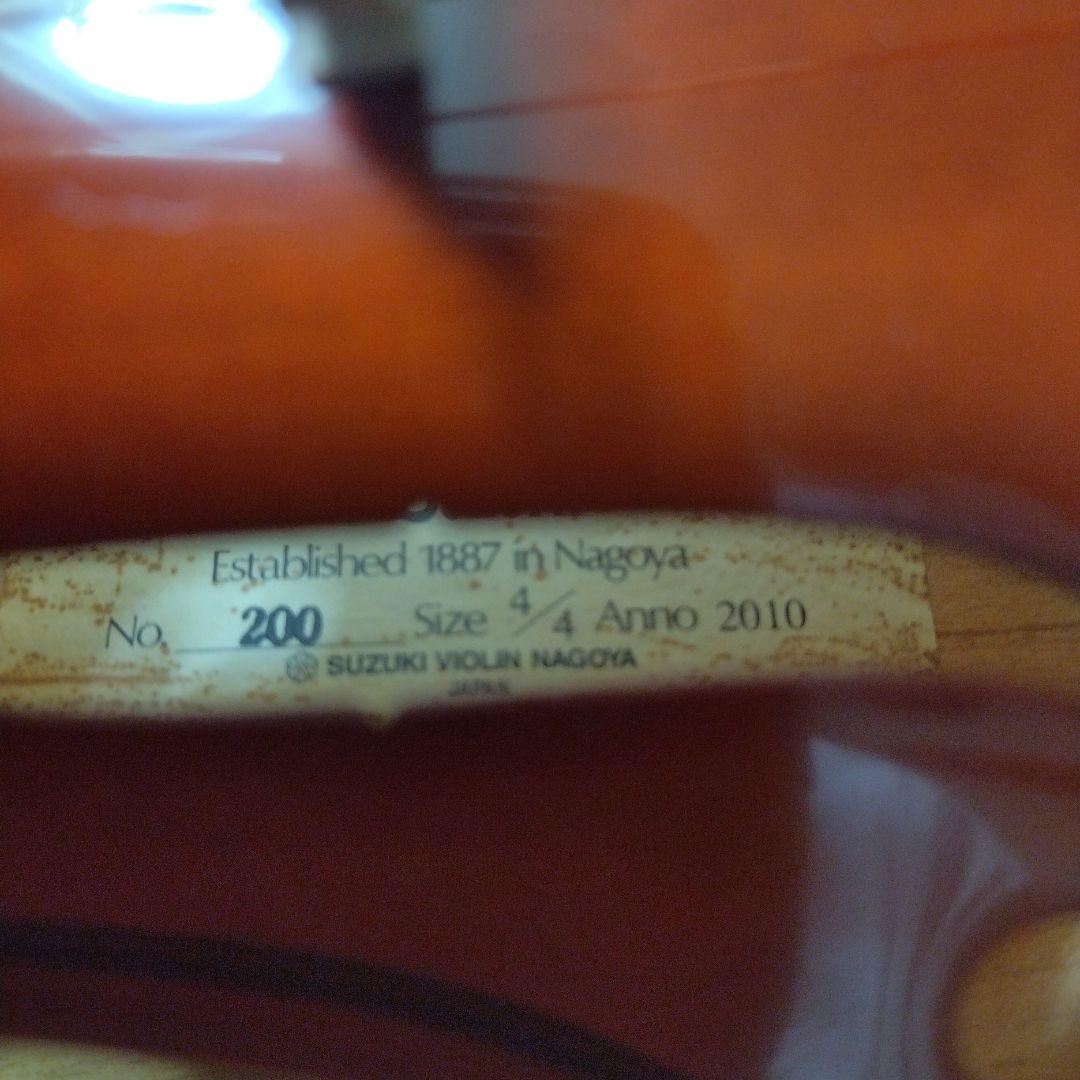 Established 1887 in Nagoya
No. 200 Size 4/4 Anno 2010
SUZUKI VIOLIN NAGOYA
JAPAN